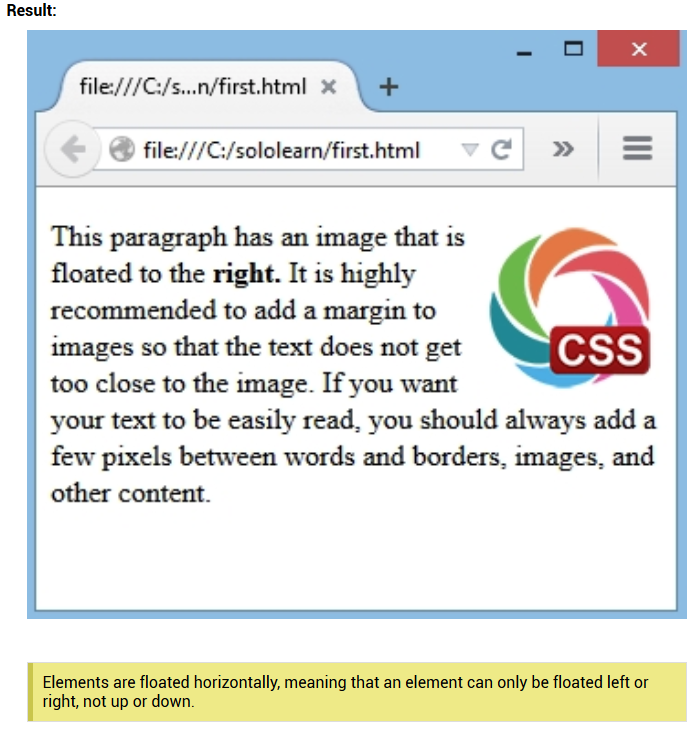 Result:
file:///C:/s...n/first.html
file:///C:/sololearn/first.html
This paragraph has an image that is
floated to the right. It is highly
recommended to add a margin to
images so that the text does not get
too close to the image. If you want
your text to be easily read, you should always add a
few pixels between words and borders, images, and
other content.
CSS
Elements are floated horizontally, meaning that an element can only be floated left or
right, not up or down.